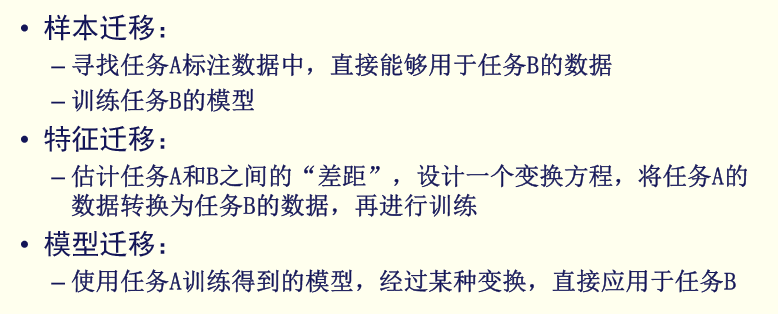 • 样本迁移：
– 寻找任务A标注数据中，直接能够用于任务B的数据
– 训练任务B的模型
• 特征迁移：
– 估计任务A和B之间的“差距”，设计一个变换方程，将任务A的
数据转换为任务B的数据，再进行训练
• 模型迁移：
– 使用任务A训练得到的模型，经过某种变换，直接应用于任务B